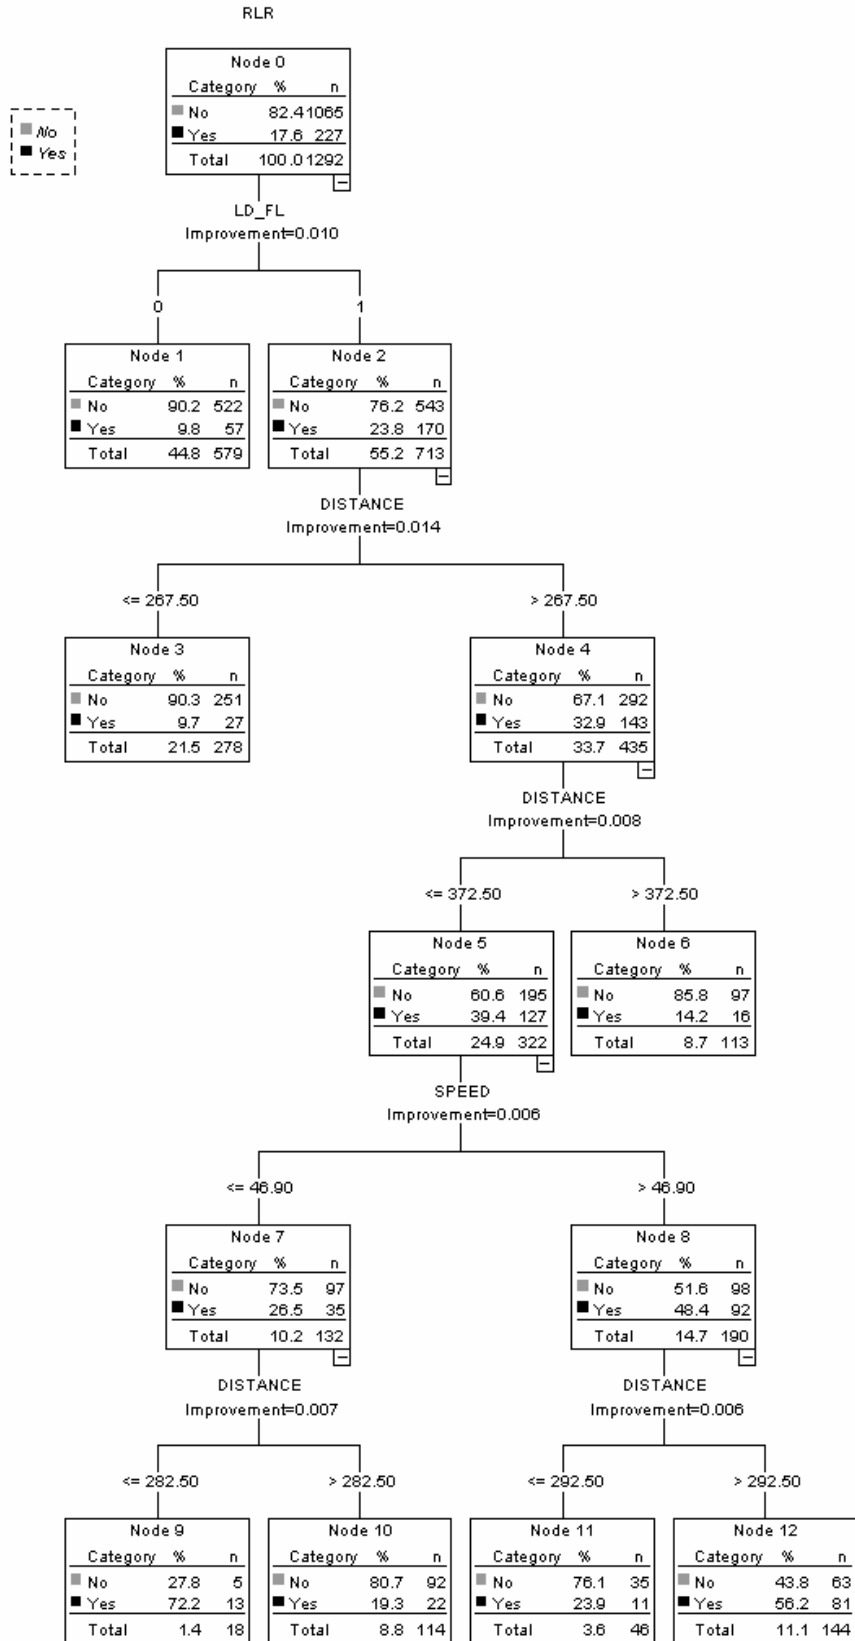 RLR
No
Yes
Node 0
Category % n
No 82.4 1065
Yes 17.6 227
Total 100.0 1292
LD_FL
Improvement=0.010
0 1
Node 1
Category % n
No 90.2 522
Yes 9.8 57
Total 44.8 579
Node 2
Category % n
No 76.2 543
Yes 23.8 170
Total 55.2 713
DISTANCE
Improvement=0.014
<= 267.50 > 267.50
Node 3
Category % n
No 90.3 251
Yes 9.7 27
Total 21.5 278
Node 4
Category % n
No 67.1 292
Yes 32.9 143
Total 33.7 435
DISTANCE
Improvement=0.008
<= 372.50 > 372.50
Node 5
Category % n
No 60.6 195
Yes 39.4 127
Total 24.9 322
Node 6
Category % n
No 85.8 97
Yes 14.2 16
Total 8.7 113
SPEED
Improvement=0.006
<= 46.90 > 46.90
Node 7
Category % n
No 73.5 97
Yes 26.5 35
Total 10.2 132
Node 8
Category % n
No 51.6 98
Yes 48.4 92
Total 14.7 190
DISTANCE
Improvement=0.007
DISTANCE
Improvement=0.006
<= 282.50 > 282.50 <= 292.50 > 292.50
Node 9
Category % n
No 27.8 5
Yes 72.2 13
Total 1.4 18
Node 10
Category % n
No 80.7 92
Yes 19.3 22
Total 8.8 114
Node 11
Category % n
No 76.1 35
Yes 23.9 11
Total 3.6 46
Node 12
Category % n
No 43.8 63
Yes 56.2 81
Total 11.1 144